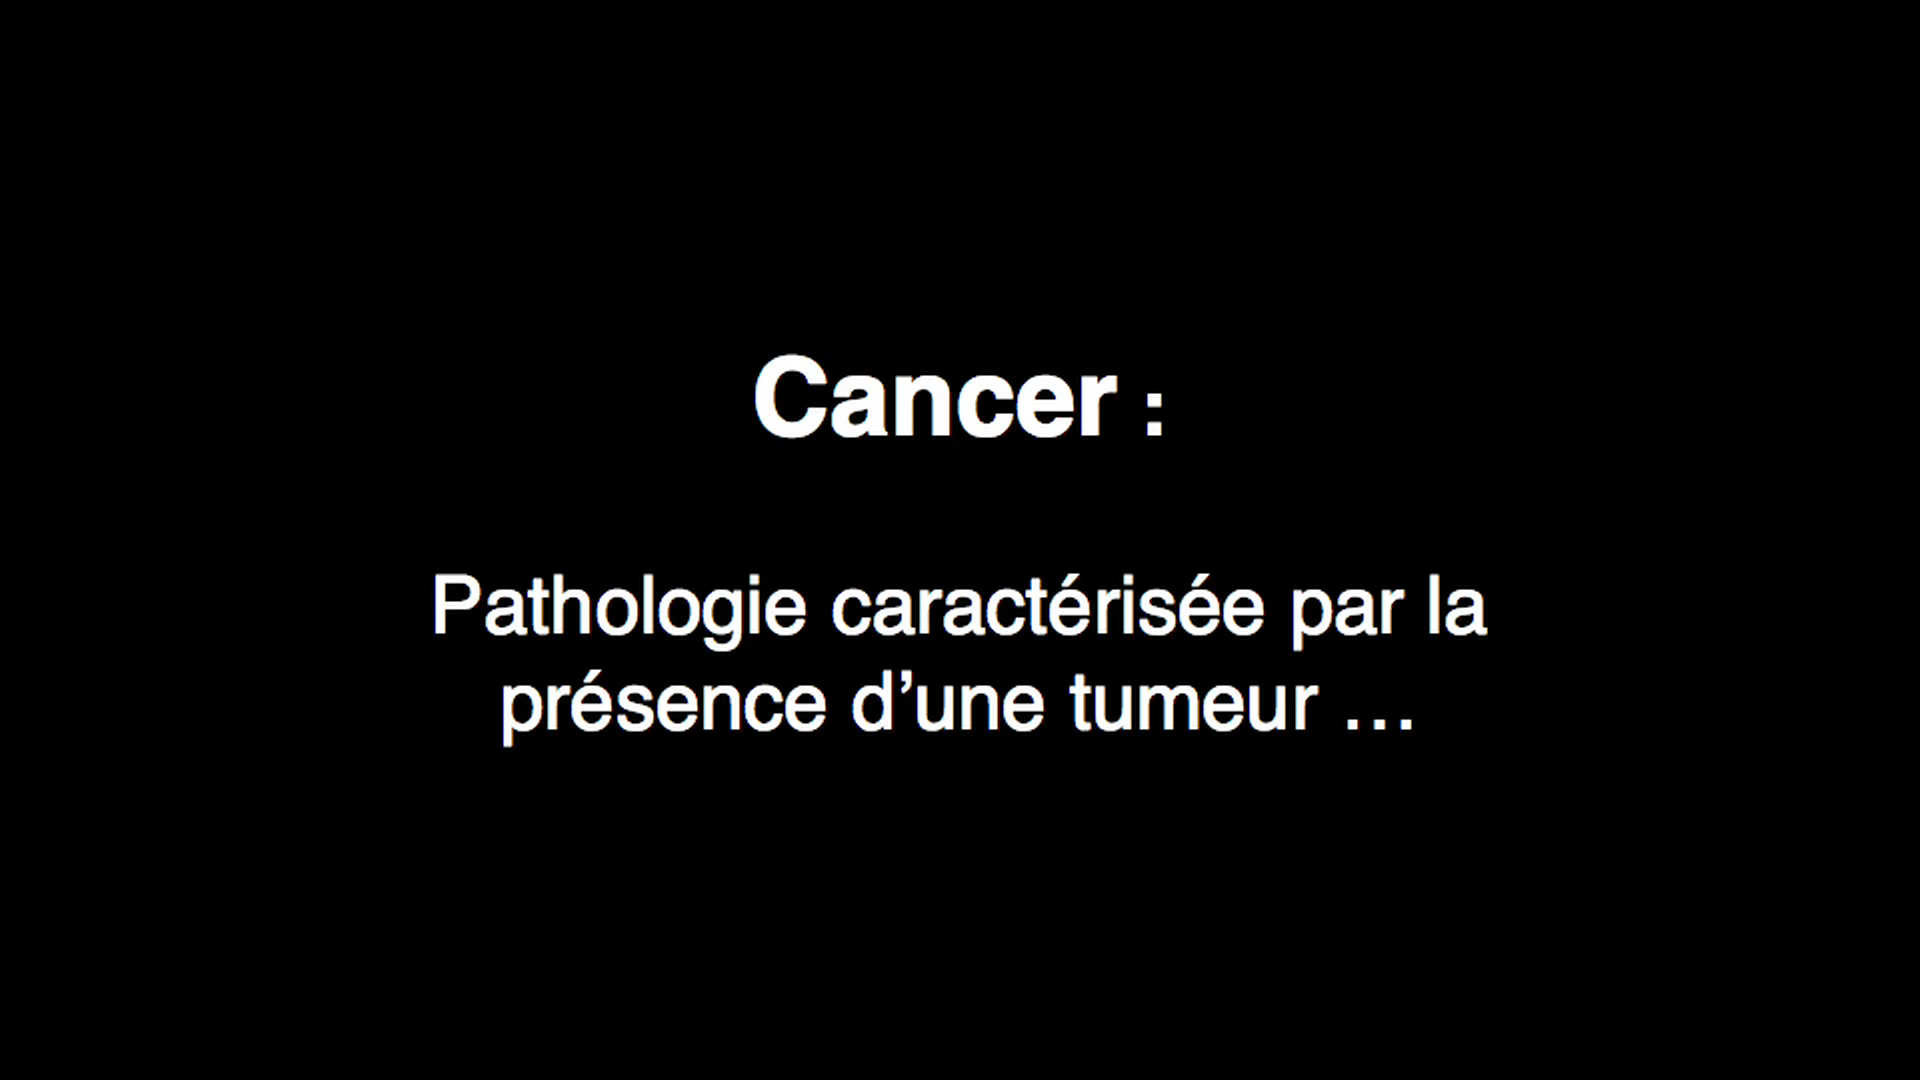 Cancer :
Pathologie caractérisée par la
présence d’une tumeur …